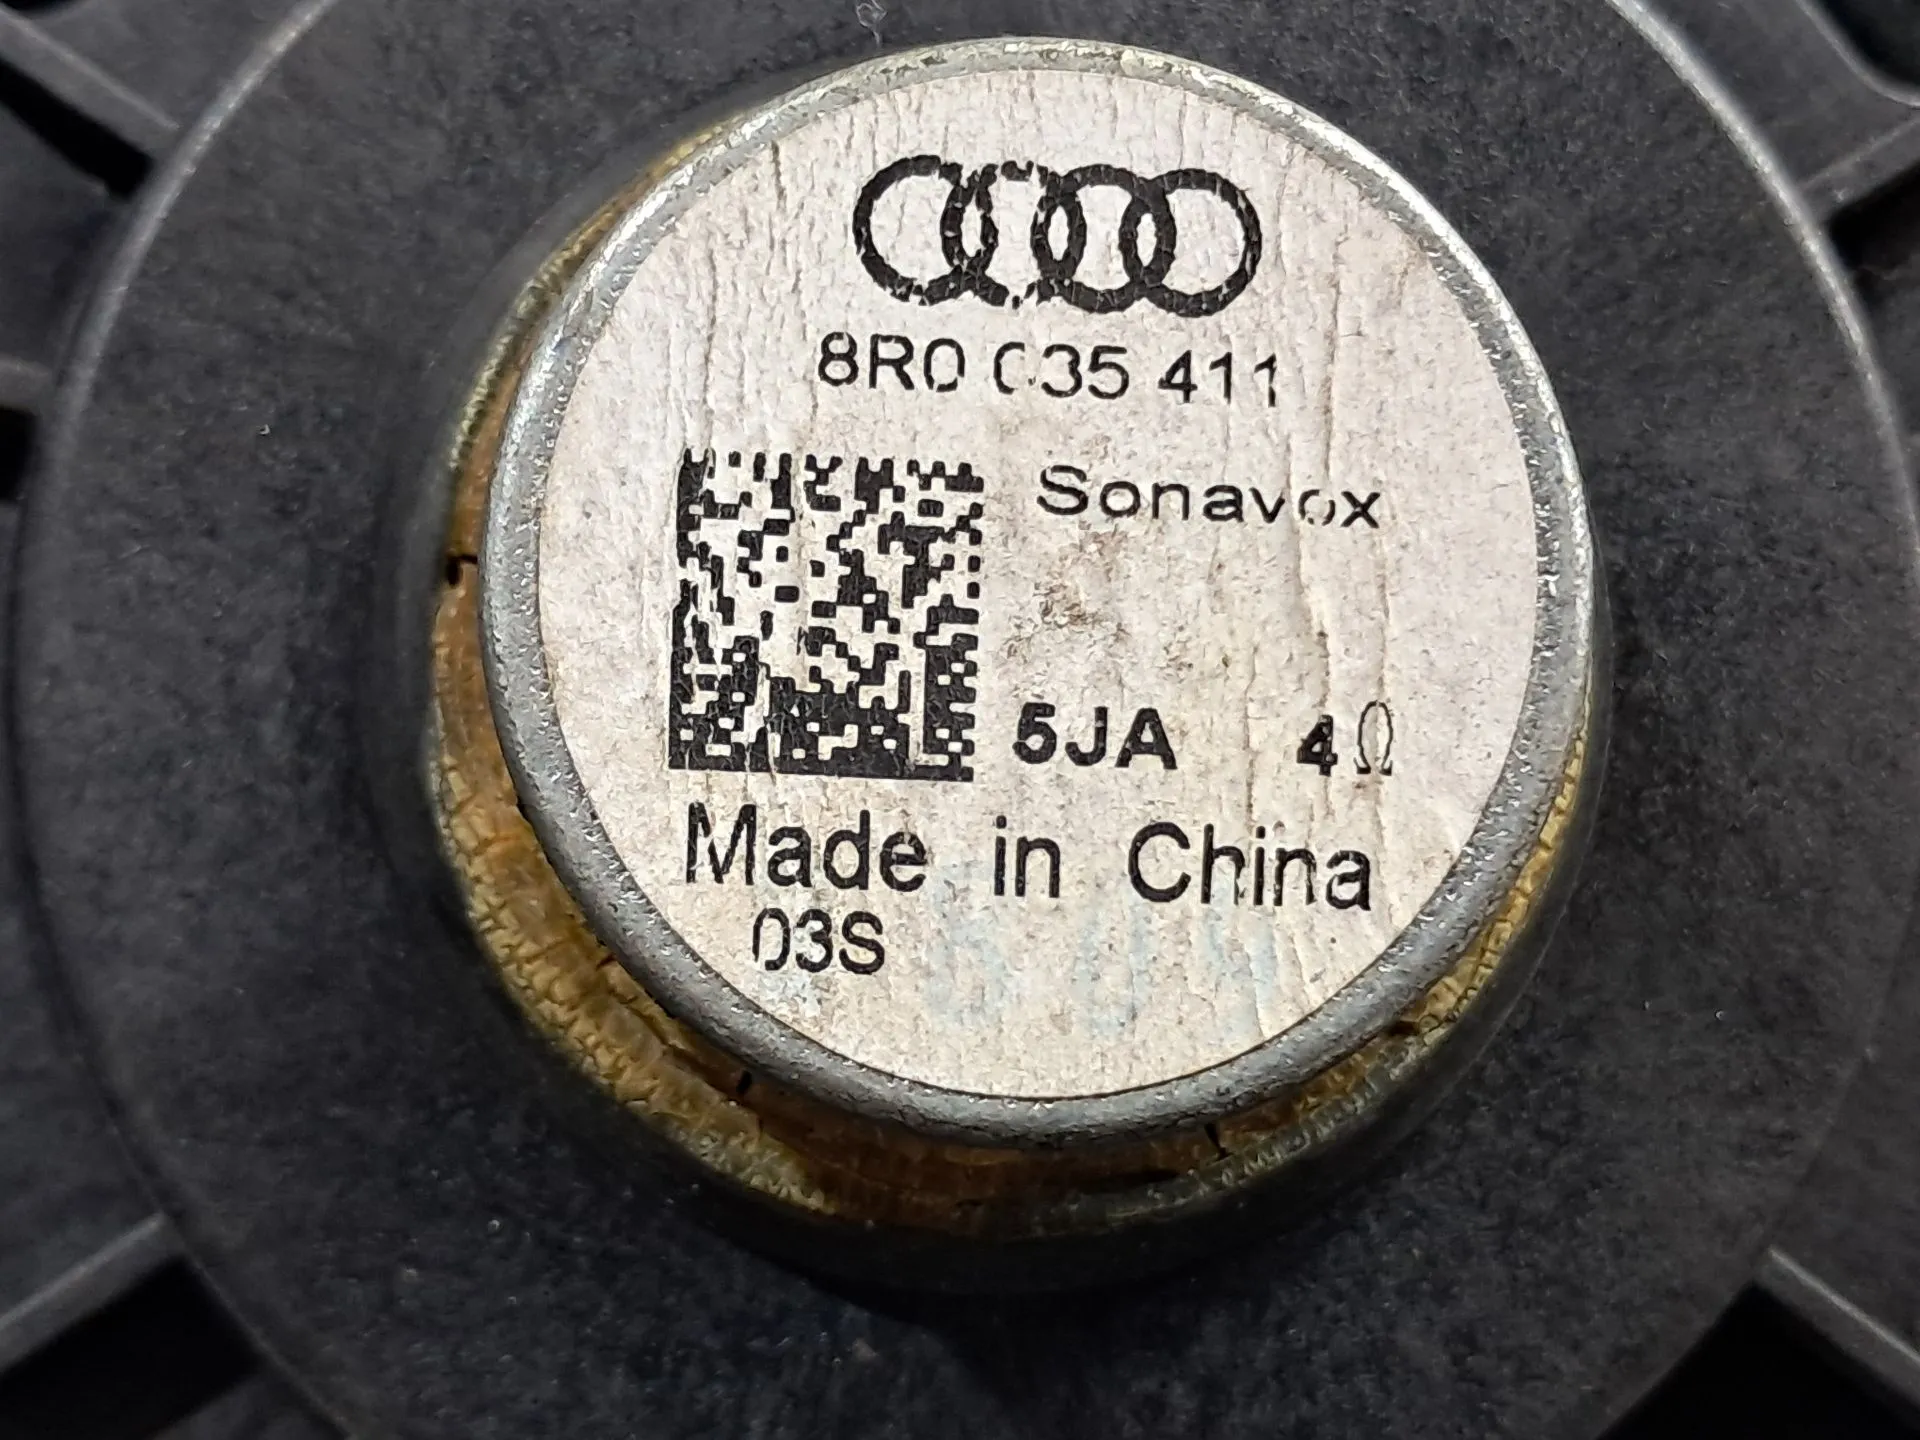 8R0 035 411
Sonavox
5JA 4Ω
Made in China
03S